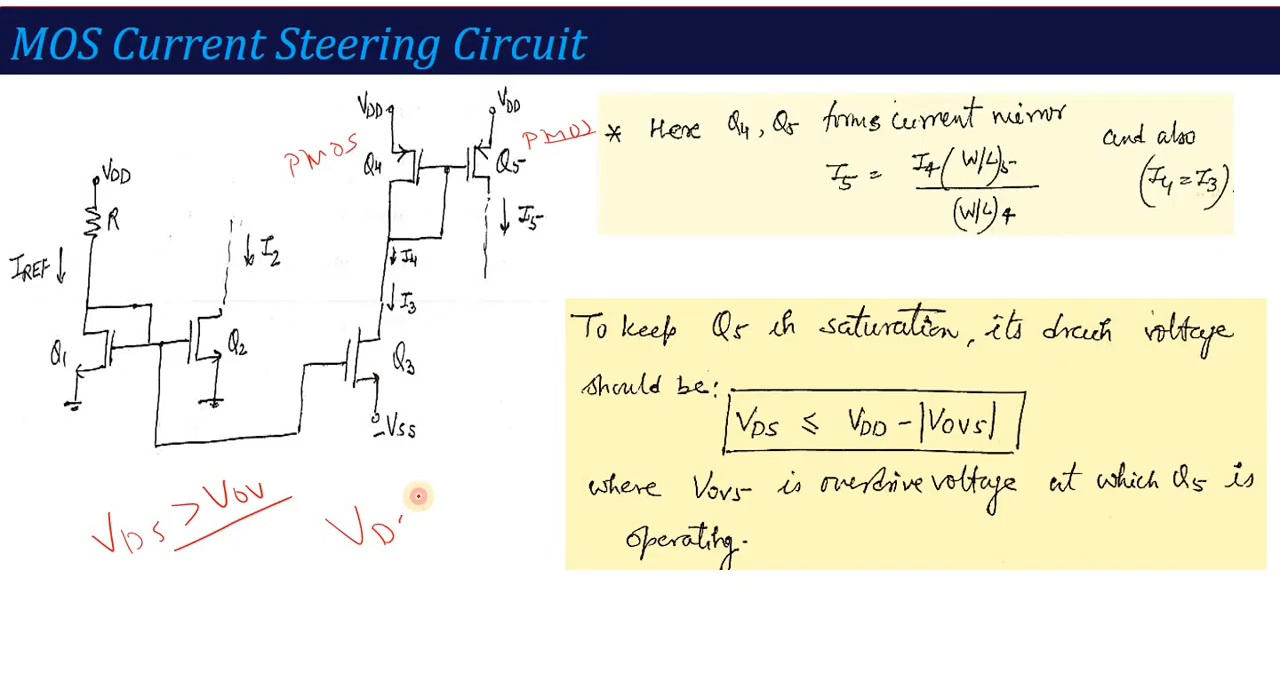 MOS Current Steering Circuit
VDD
VDD
PMOS
Q4
PMOS
Q5
VDD
R
IREF
I2
I5
I4
I3
Q1
Q2
Q3
-VSS
VDS > VOV
VD
* Here Q4, Q5 forms current mirror
I5 = I4 (W/L)5
(W/L)4
and also
(I4 = I3).
To keep Q5 in saturation, its drain voltage
should be:
VD5 ≤ VDD - |VOV5|
where VOV5 is overdrive voltage at which Q5 is
operating.